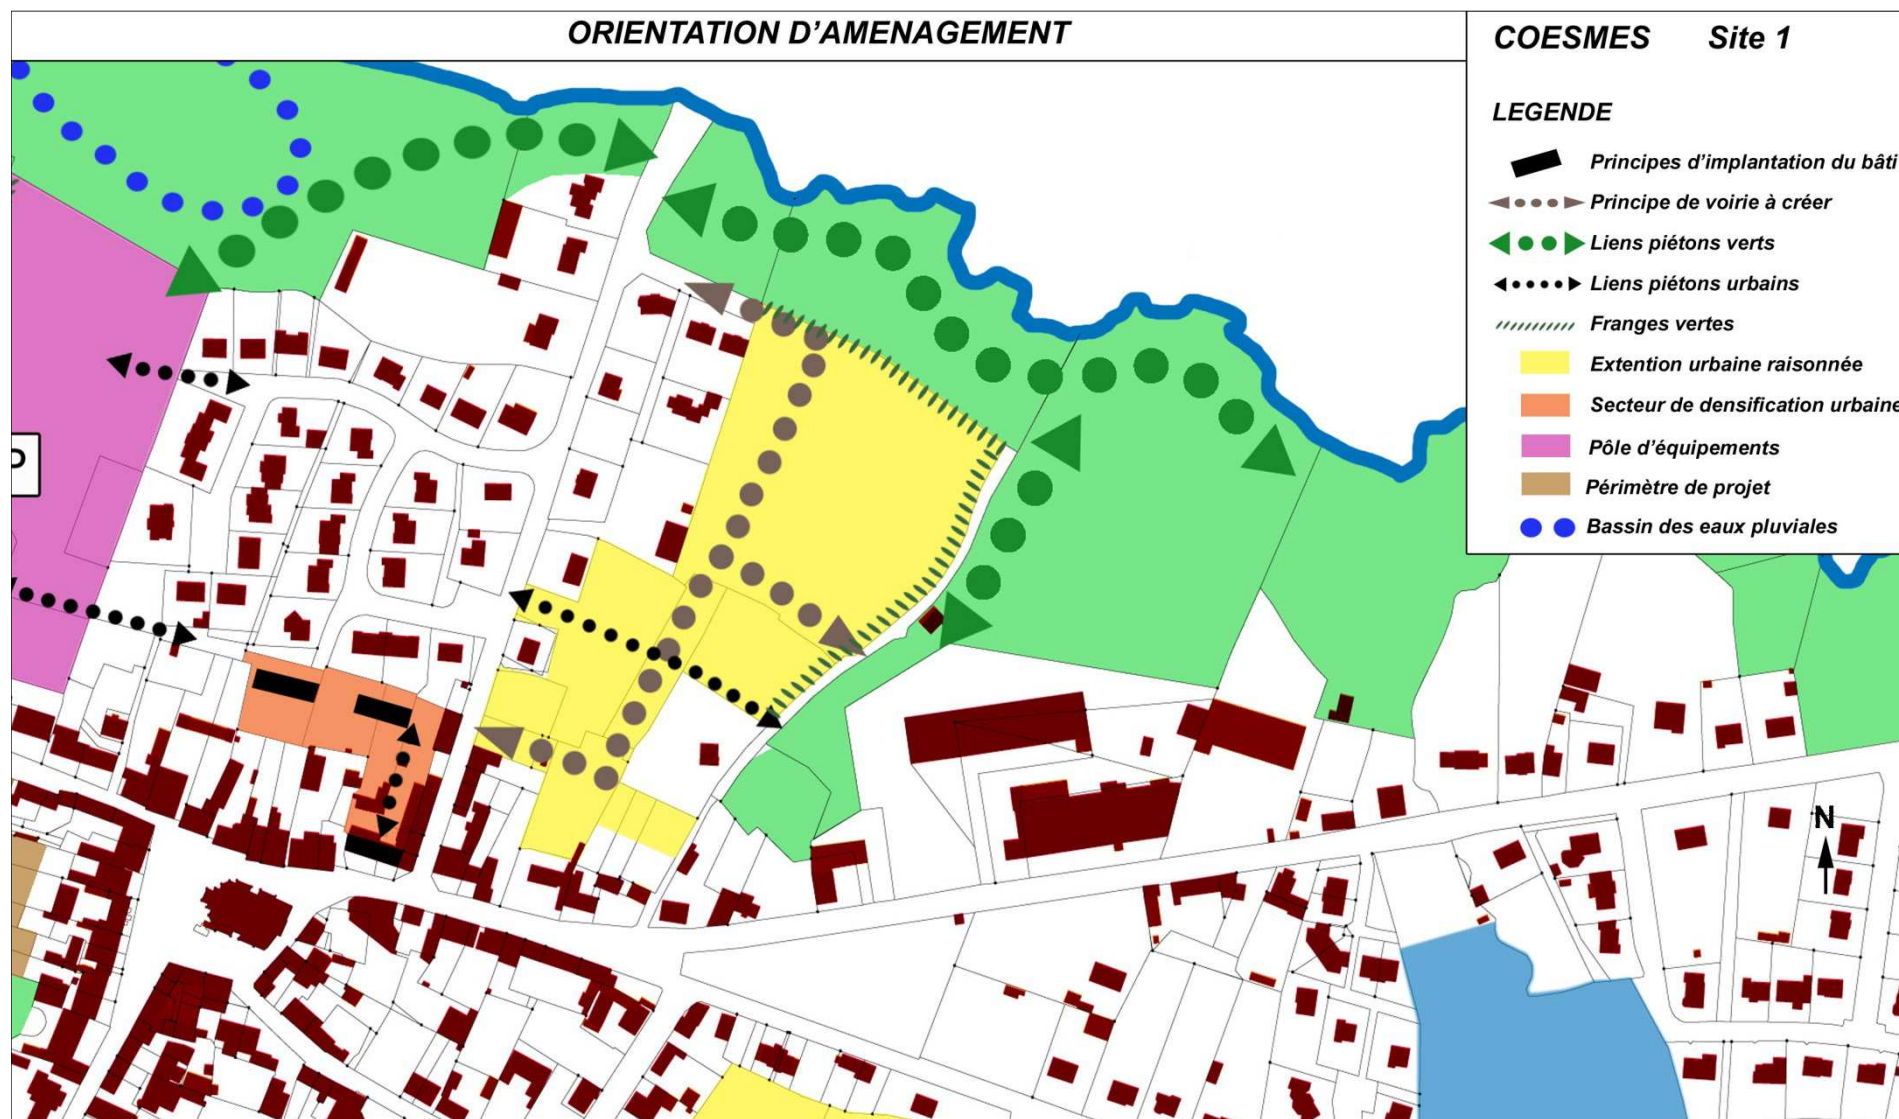 ORIENTATION D'AMENAGEMENT
COESMES Site 1
LEGENDE
Principes d'implantation du bâti
Principe de voirie à créer
Liens piétons verts
Liens piétons urbains
Franges vertes
Extention urbaine raisonnée
Secteur de densification urbaine
Pôle d'équipements
Périmètre de projet
Bassin des eaux pluviales
N